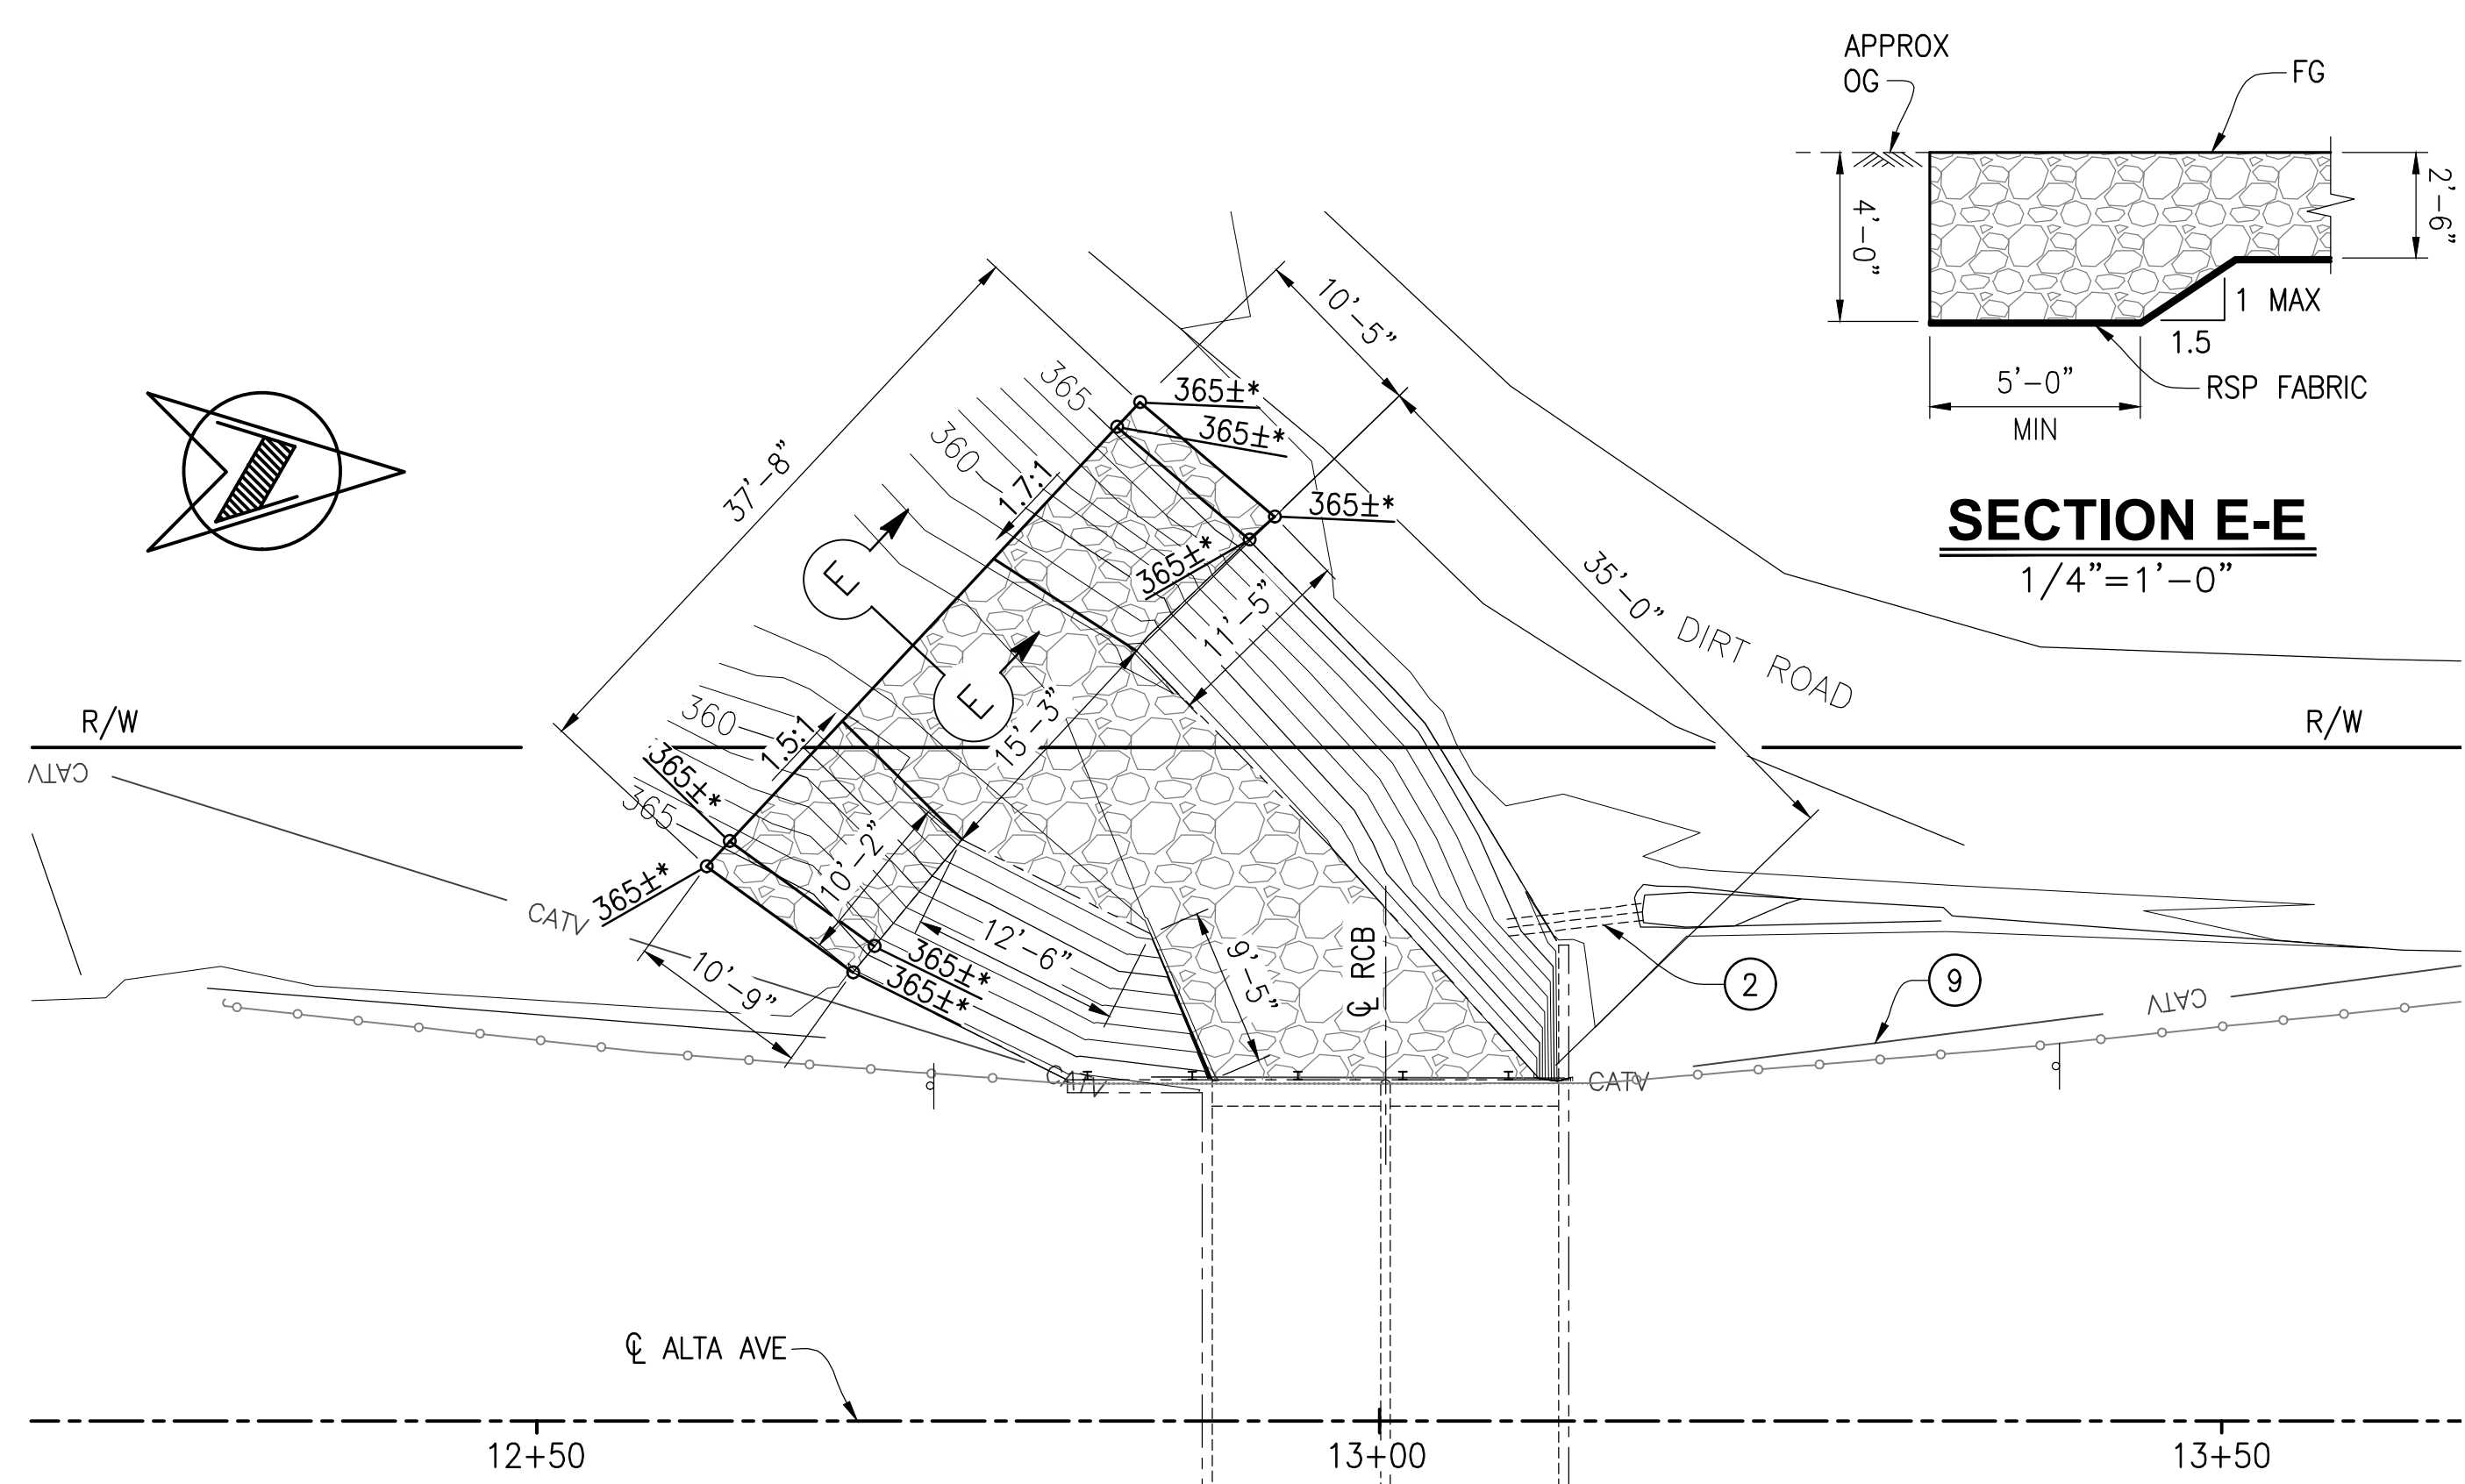 APPROX
OG
FG
4'-0"
2'-6"
1 MAX
1.5
5'-0"
MIN
RSP FABRIC
SECTION E-E
1/4"=1'-0"
10'-5"
365
365±*
365±*
360
37'-8"
1.7:1
365±*
365±*
E
11'-5"
35'-0"
DIRT ROAD
E
15'-3"
R/W
360
1.5:1
R/W
CATV
365±*
365
10'-2"
365±*
CATV
12'-6"
9'-5"
℄ RCB
365±*
365±*
10'-9"
2
9
CATV
CATV
CATV
℄ ALTA AVE
12+50
13+00
13+50